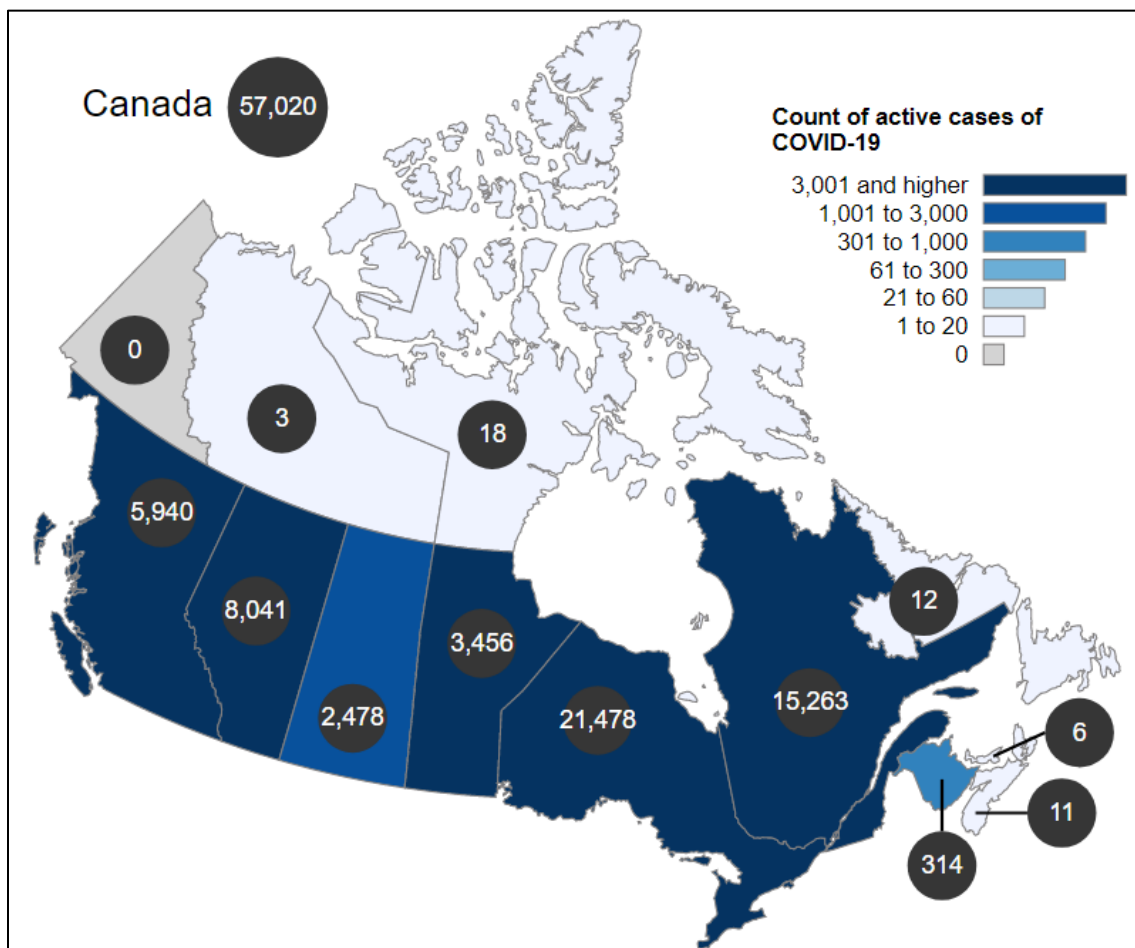 Canada 57,020
Count of active cases of
COVID-19
3,001 and higher
1,001 to 3,000
301 to 1,000
61 to 300
21 to 60
1 to 20
0
0
3
18
5,940
8,041
2,478
3,456
21,478
15,263
12
6
11
314